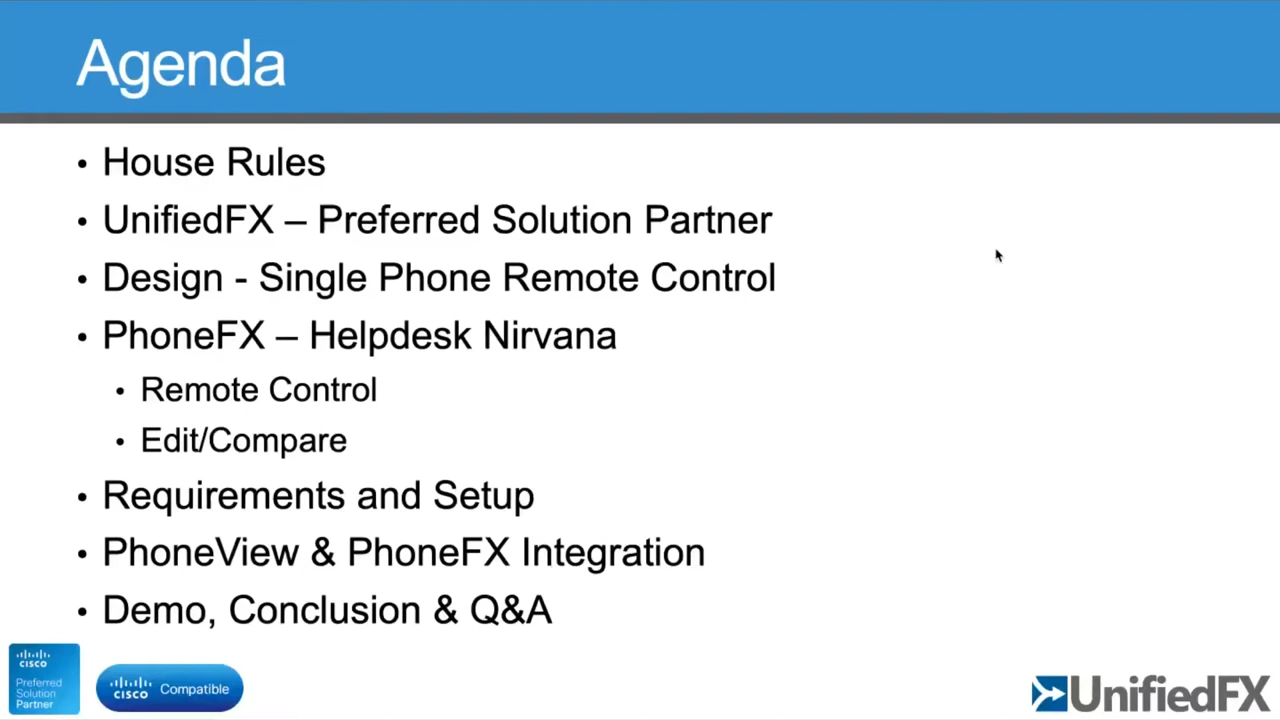 Agenda
• House Rules
• UnifiedFX – Preferred Solution Partner
• Design - Single Phone Remote Control
• PhoneFX – Helpdesk Nirvana
• Remote Control
• Edit/Compare
• Requirements and Setup
• PhoneView & PhoneFX Integration
• Demo, Conclusion & Q&A
CISCO
Preferred
Solution
Partner
CISCO Compatible
UnifiedFX